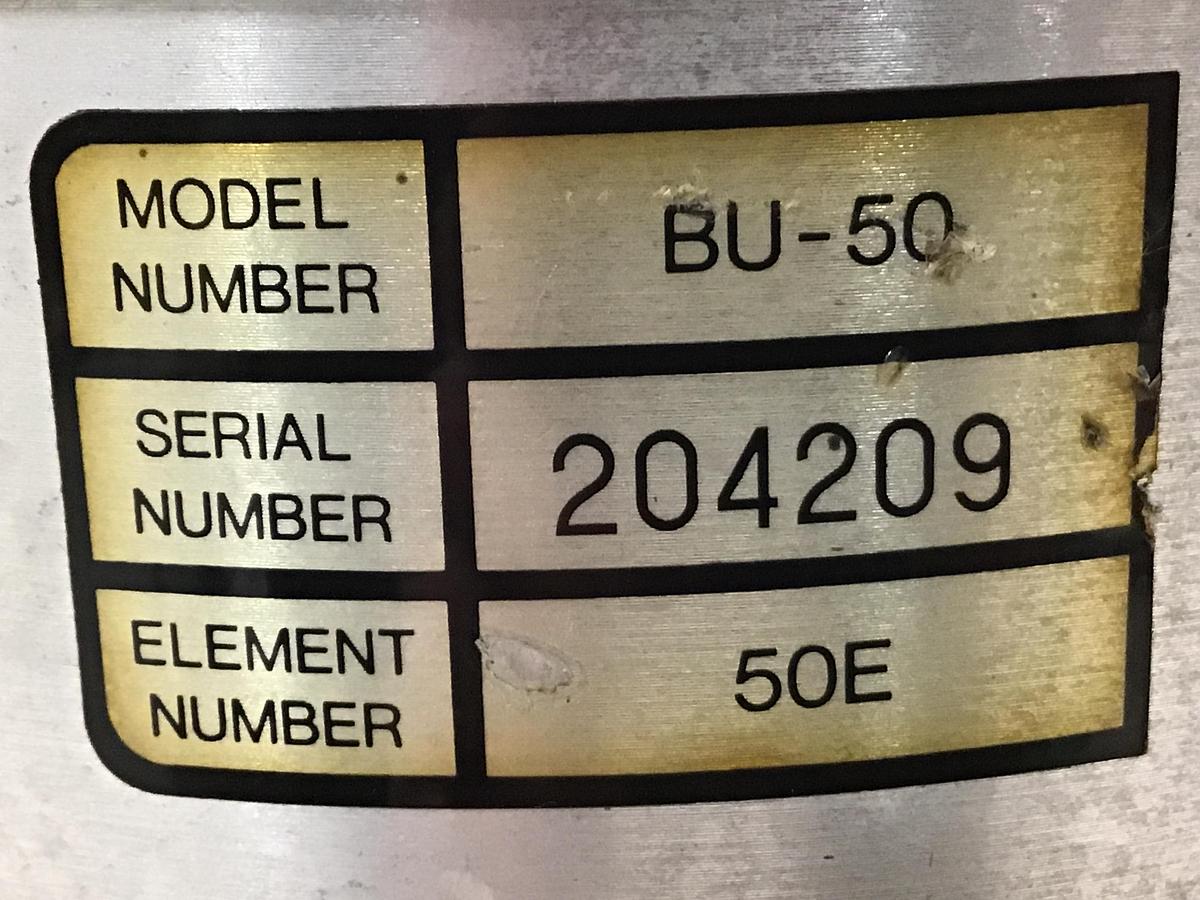 MODEL
NUMBER
BU-50
SERIAL
NUMBER
204209
ELEMENT
NUMBER
50E